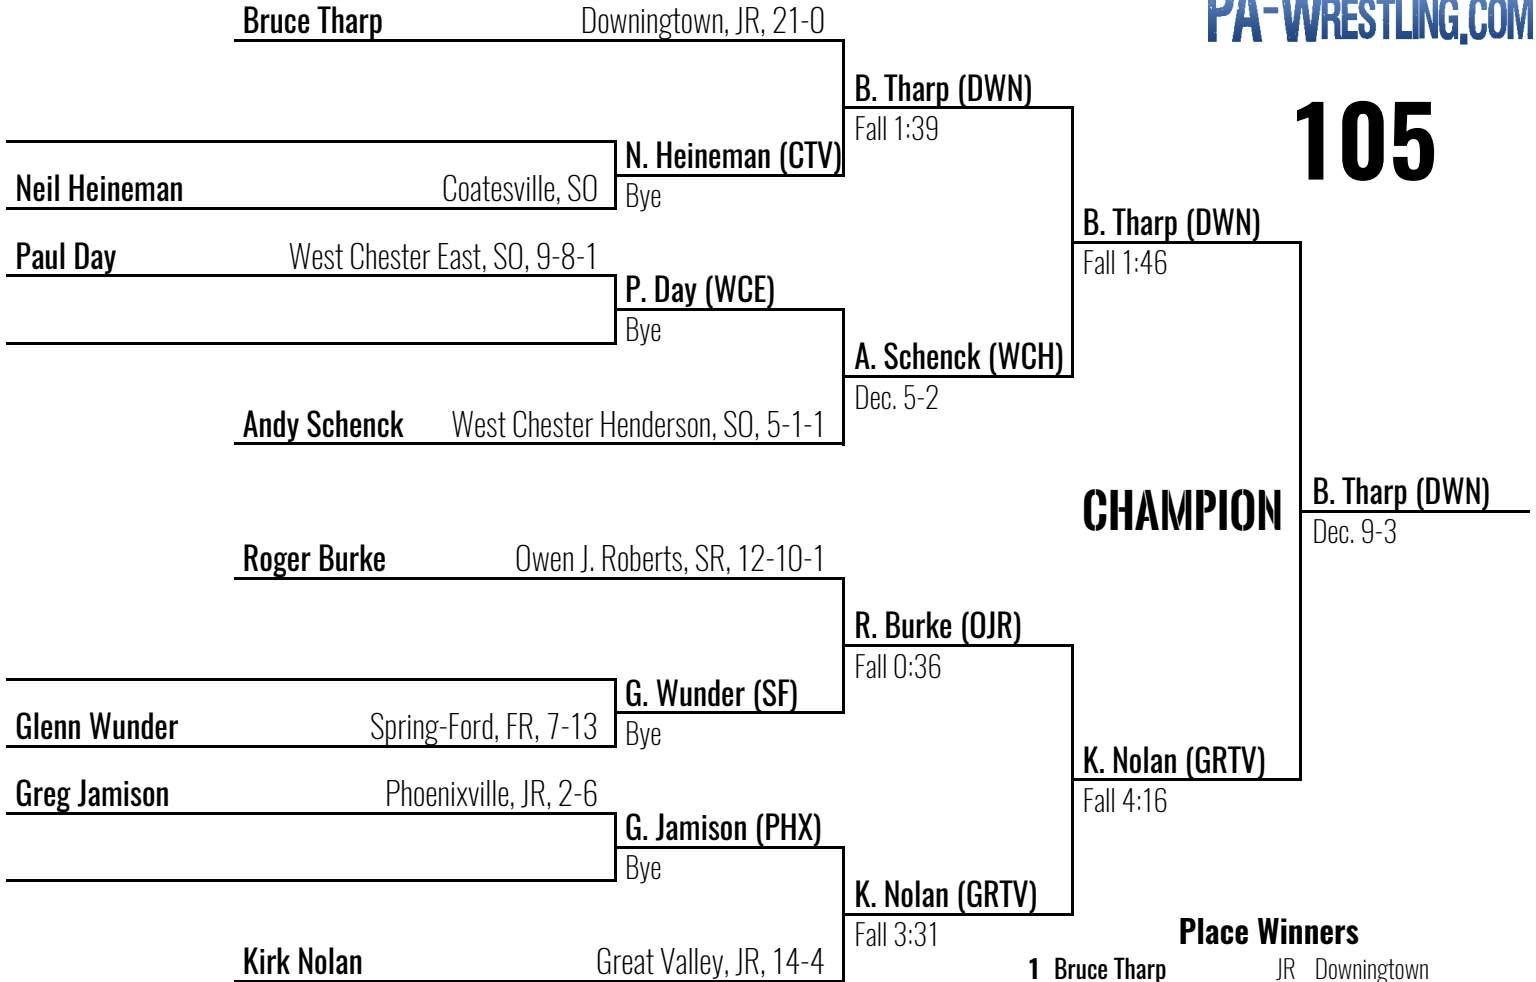 Bruce Tharp Downingtown, JR, 21-0
PA-WRESTLING.COM
B. Tharp (DWN)
Fall 1:39
105
N. Heineman (CTV)
Neil Heineman Coatesville, SO
Bye
B. Tharp (DWN)
Fall 1:46
Paul Day West Chester East, SO, 9-8-1
P. Day (WCE)
Bye
A. Schenck (WCH)
Dec. 5-2
Andy Schenck West Chester Henderson, SO, 5-1-1
CHAMPION
B. Tharp (DWN)
Dec. 9-3
Roger Burke Owen J. Roberts, SR, 12-10-1
R. Burke (OJR)
Fall 0:36
G. Wunder (SF)
Glenn Wunder Spring-Ford, FR, 7-13
Bye
K. Nolan (GRTV)
Fall 4:16
Greg Jamison Phoenixville, JR, 2-6
G. Jamison (PHX)
Bye
K. Nolan (GRTV)
Fall 3:31
Kirk Nolan Great Valley, JR, 14-4
Place Winners
1 Bruce Tharp JR Downingtown